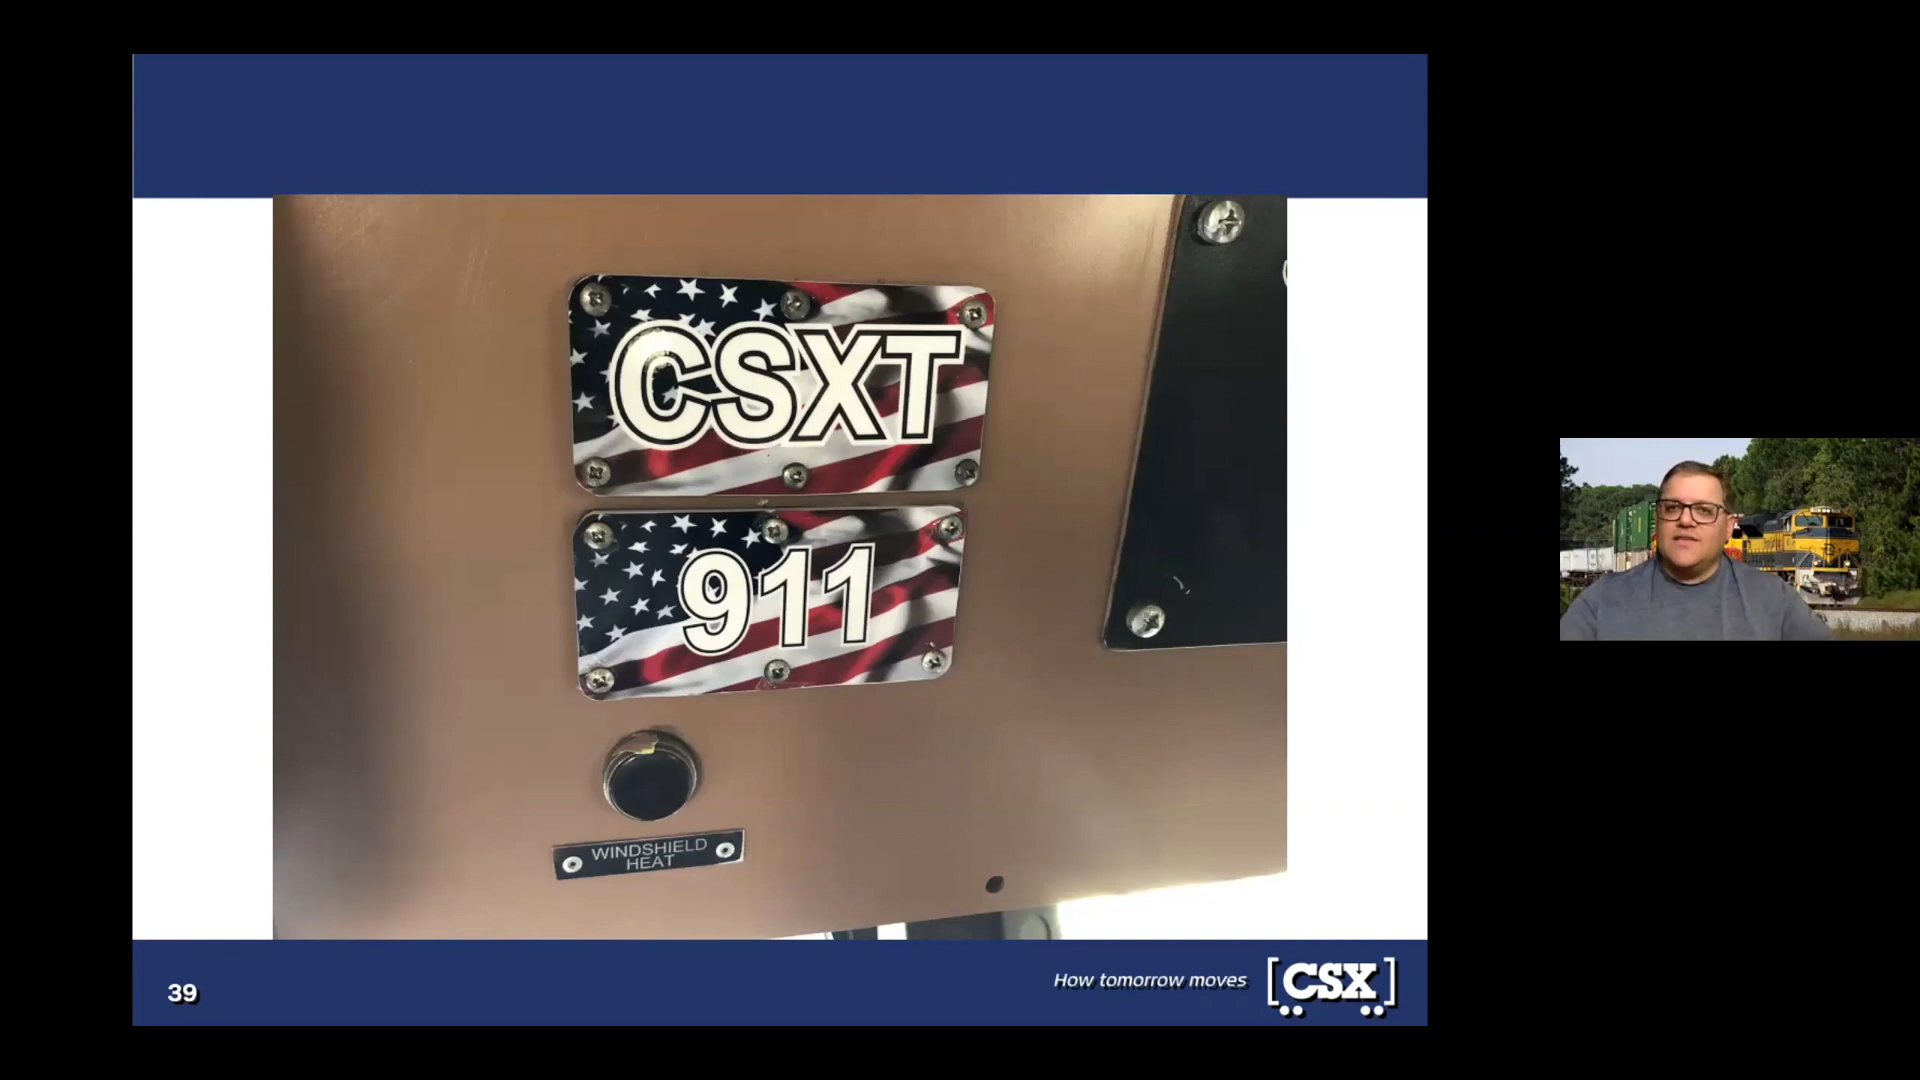 CSXT
911
WINDSHIELD
HEAT
39
How tomorrow moves
[CSX]